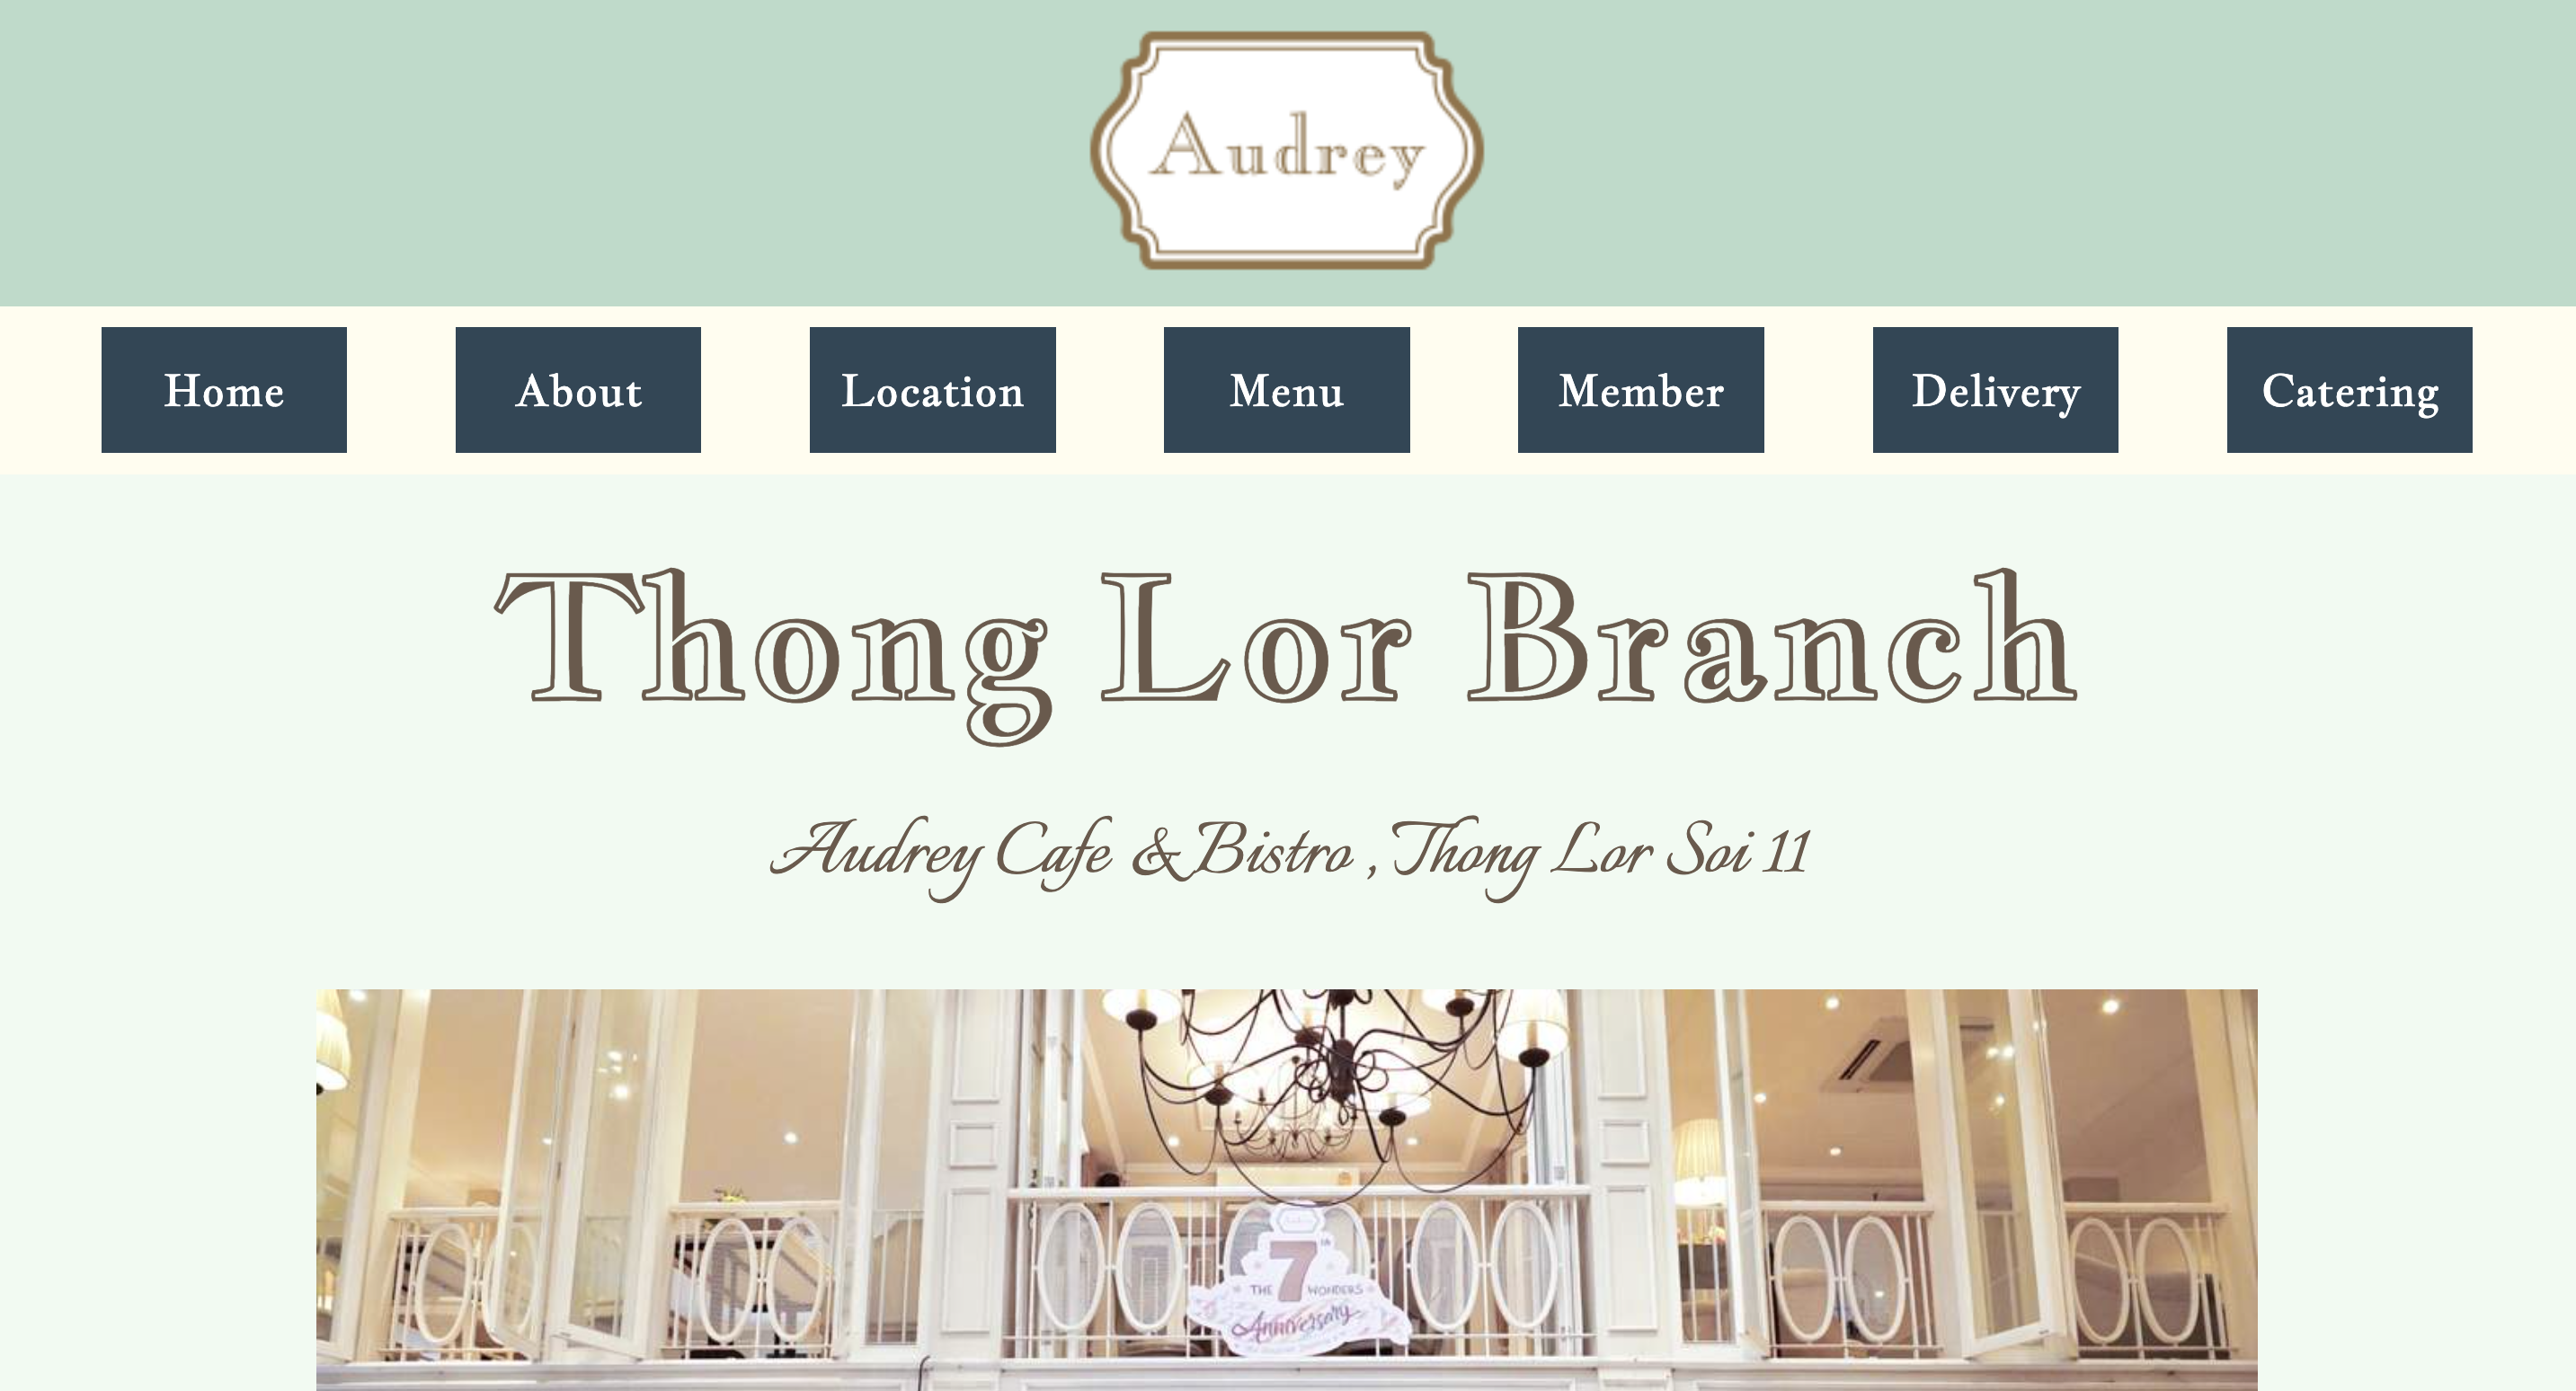 Audrey
Home About Location Menu Member Delivery Catering
Thong Lor Branch
Audrey Cafe & Bistro , Thong Lor Soi 11
7TH
THE WONDERS
Anniversary